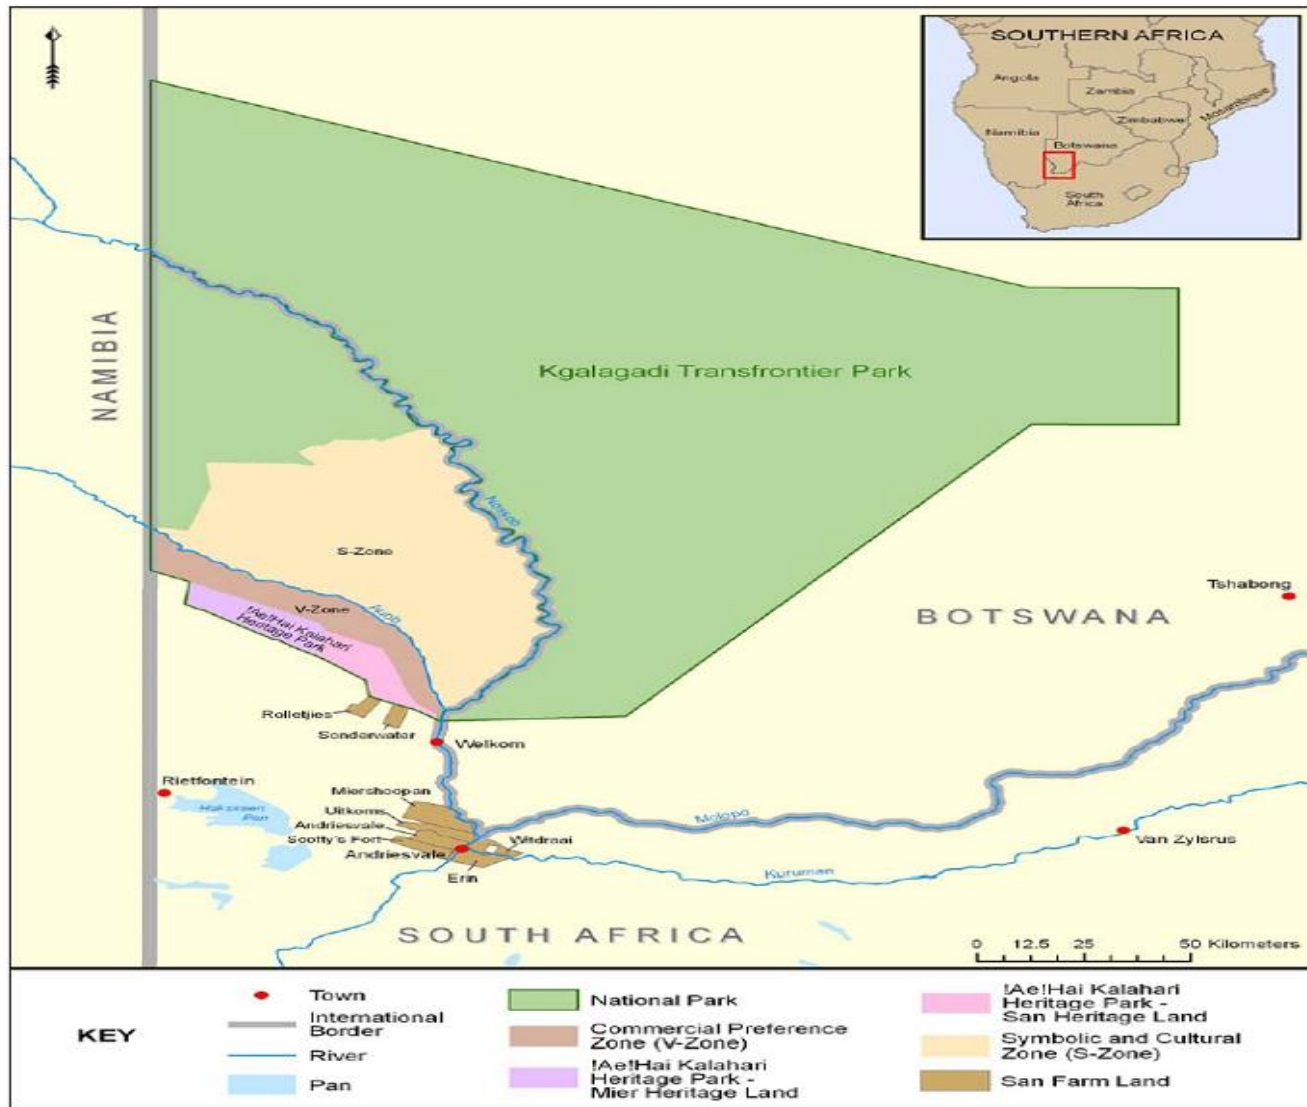 SOUTHERN AFRICA
Angola
Zambia
Mosambique
Zimbabwe
Namibia
Botswana
South
Africa
NAMIBIA
Kgalagadi Transfrontier Park
Nossob
S-Zone
Tshabong
BOTSWANA
V-Zone
Auob
!Ae!Hai Kalahari
Heritage Park
Rolletjies
Sonderwater
Welkom
Rietfontein
Hakskeen
Pan
Miershoopan
Uitkoms
Andriesvale
Scotty's Fort
Andriesvale
Witdraai
Erin
Molopo
Van Zylsrus
Kuruman
SOUTH AFRICA
0 12.5 25 50 Kilometers
KEY
Town
International
Border
River
Pan
National Park
Commercial Preference
Zone (V-Zone)
!Ae!Hai Kalahari
Heritage Park -
Mier Heritage Land
!Ae!Hai Kalahari
Heritage Park -
San Heritage Land
Symbolic and Cultural
Zone (S-Zone)
San Farm Land